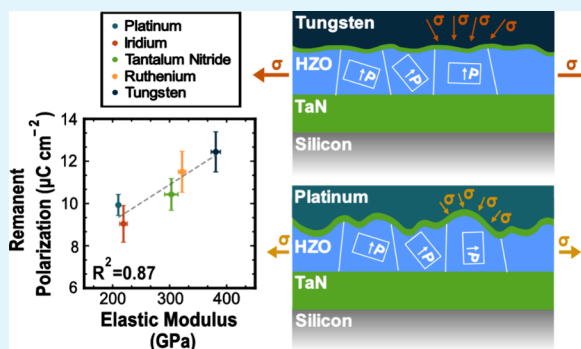 Platinum
Iridium
Tantalum Nitride
Ruthenium
Tungsten
Remanent
Polarization (µC cm⁻²)
14
12
10
8
6
R²=0.87
200 300 400
Elastic Modulus
(GPa)
Tungsten
σ σ σ σ
σ σ
HZO
↑P ↑P ↑P
TaN
Silicon
Platinum
σ σ σ σ
σ σ
HZO
↑P ↑P ↑P
TaN
Silicon